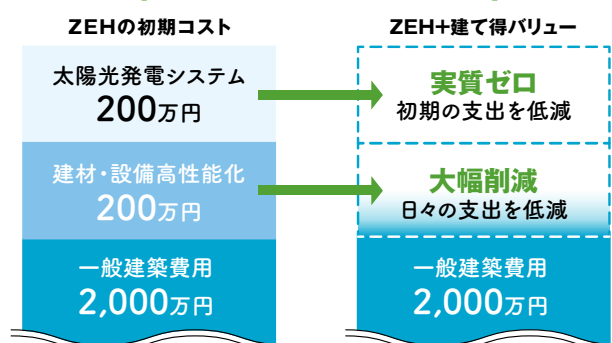 ZEHの初期コスト
太陽光発電システム
200万円
建材・設備高性能化
200万円
一般建築費用
2,000万円
ZEH+建て得バリュー
実質ゼロ
初期の支出を低減
大幅削減
日々の支出を低減
一般建築費用
2,000万円